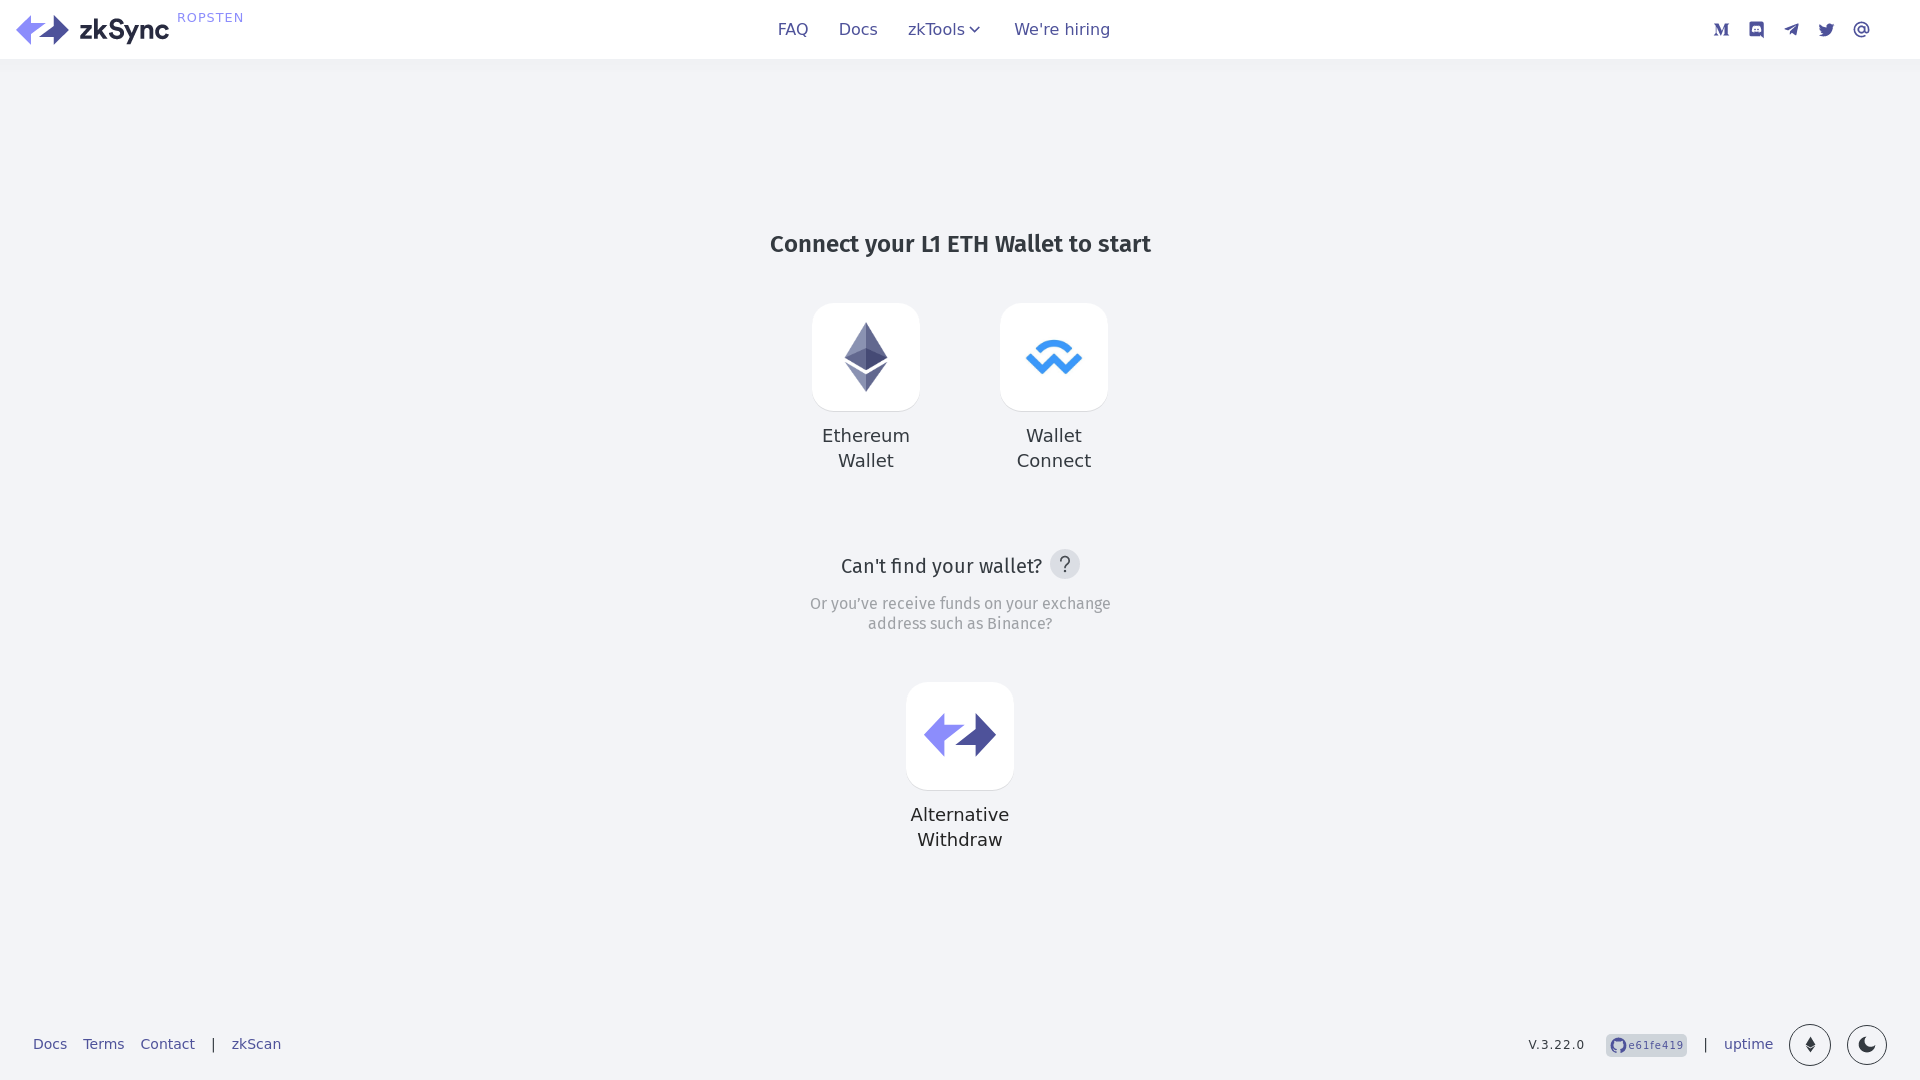 zkSync ROPSTEN
FAQ Docs zkTools We're hiring
Connect your L1 ETH Wallet to start
Ethereum
Wallet
Wallet
Connect
Can't find your wallet? ?
Or you’ve receive funds on your exchange
address such as Binance?
Alternative
Withdraw
Docs Terms Contact | zkScan
V.3.22.0 e61fe419 | uptime